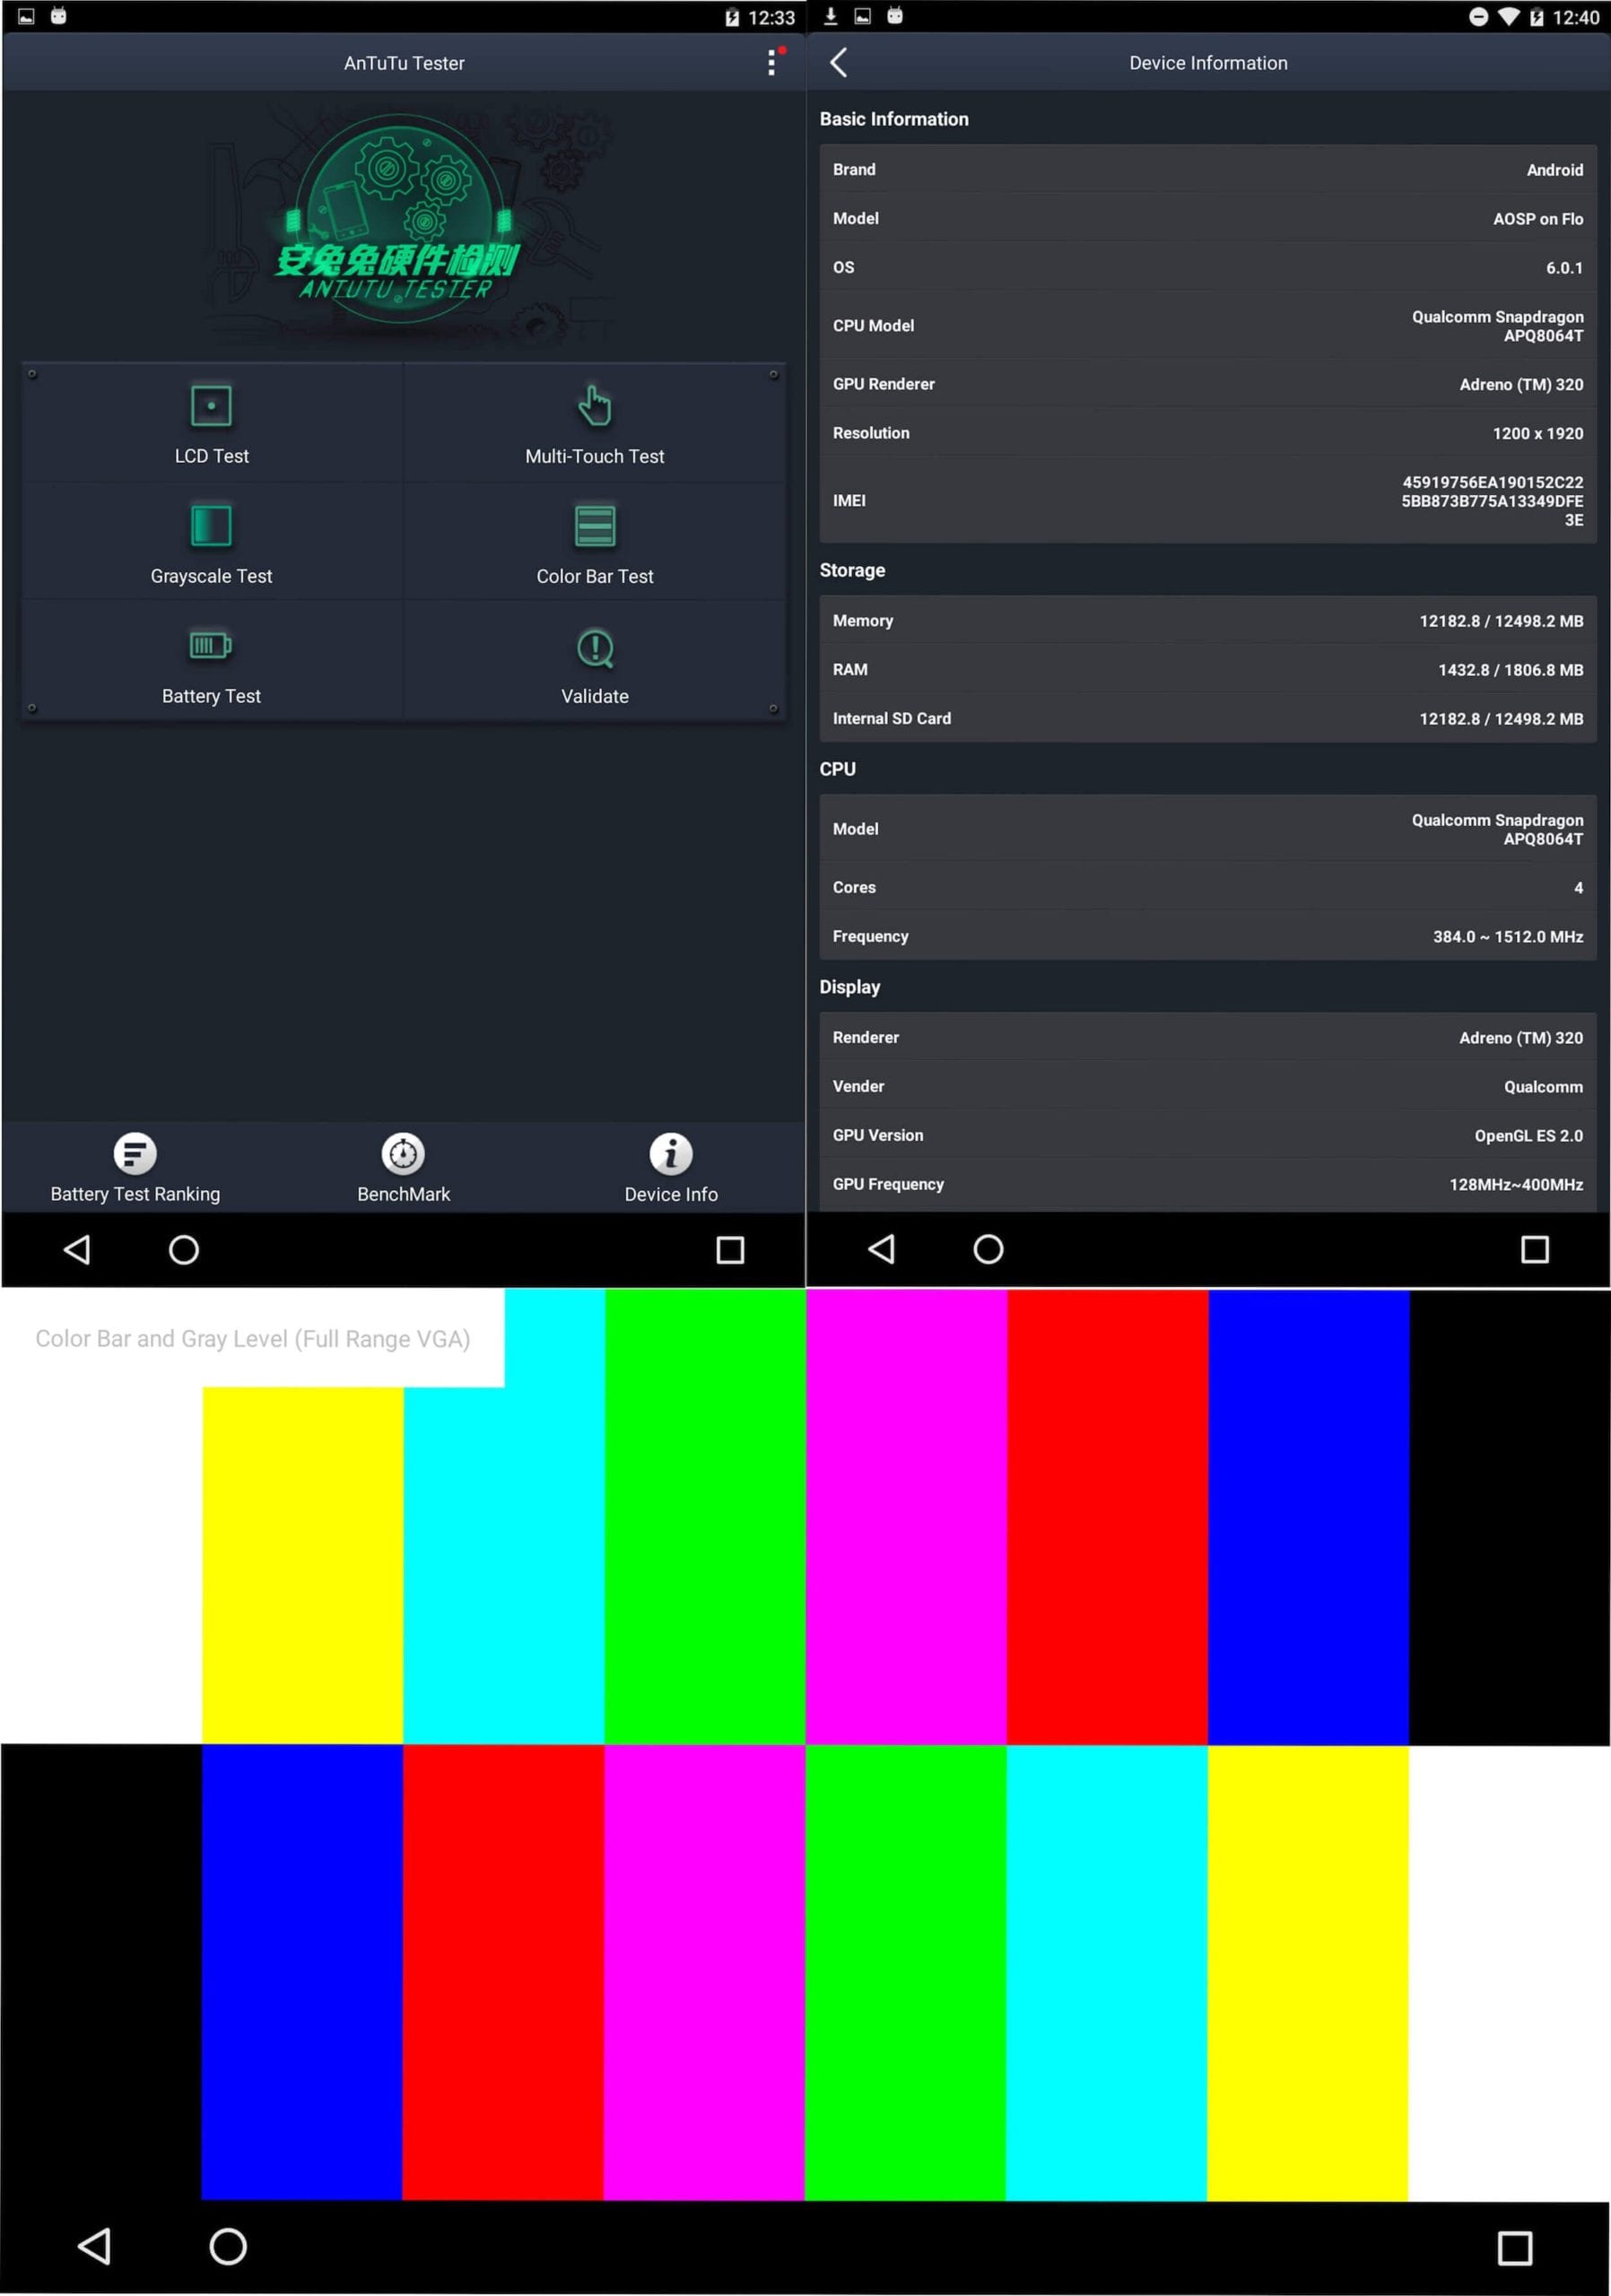 12:33
AnTuTu Tester
安兔兔硬件检测
ANTUTU TESTER
LCD Test
Multi-Touch Test
Grayscale Test
Color Bar Test
Battery Test
Validate
Battery Test Ranking
BenchMark
Device Info
12:40
Device Information
Basic Information
Brand Android
Model AOSP on Flo
OS 6.0.1
CPU Model Qualcomm Snapdragon
APQ8064T
GPU Renderer Adreno (TM) 320
Resolution 1200 x 1920
IMEI 45919756EA190152C22
5BB873B775A13349DFE
3E
Storage
Memory 12182.8 / 12498.2 MB
RAM 1432.8 / 1806.8 MB
Internal SD Card 12182.8 / 12498.2 MB
CPU
Model Qualcomm Snapdragon
APQ8064T
Cores 4
Frequency 384.0 ~ 1512.0 MHz
Display
Renderer Adreno (TM) 320
Vender Qualcomm
GPU Version OpenGL ES 2.0
GPU Frequency 128MHz~400MHz
Color Bar and Gray Level (Full Range VGA)